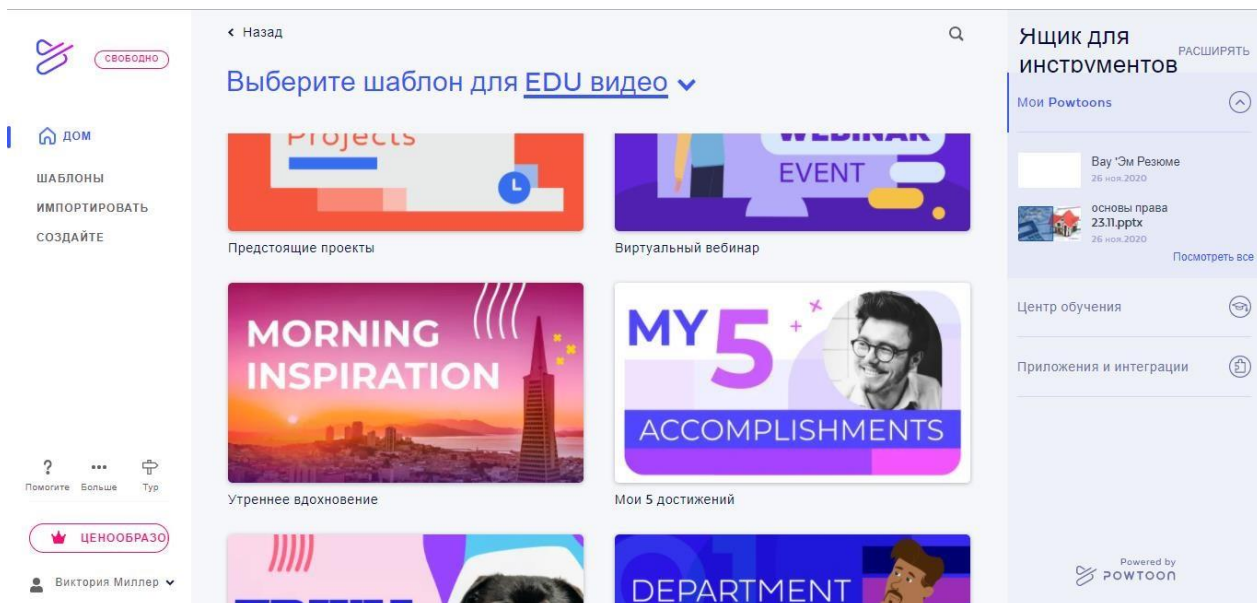 СВОБОДНО
ДОМ
ШАБЛОНЫ
ИМПОРТИРОВАТЬ
СОЗДАЙТЕ
?
Помогите
Больше
Тур
ЦЕНООБРАЗО
Виктория Миллер
Назад
Выберите шаблон для EDU видео
Projects
Предстоящие проекты
WEBINAR
EVENT
Виртуальный вебинар
MORNING
INSPIRATION
Утреннее вдохновение
MY 5
ACCOMPLISHMENTS
Мои 5 достижений
DEPARTMENT
Ящик для
инструментов
РАСШИРЯТЬ
Мои Powtoons
Вау 'Эм Резюме
26 ноя.2020
основы права
23.11.pptx
26 ноя.2020
Посмотреть все
Центр обучения
Приложения и интеграции
Powered by
POWTOON